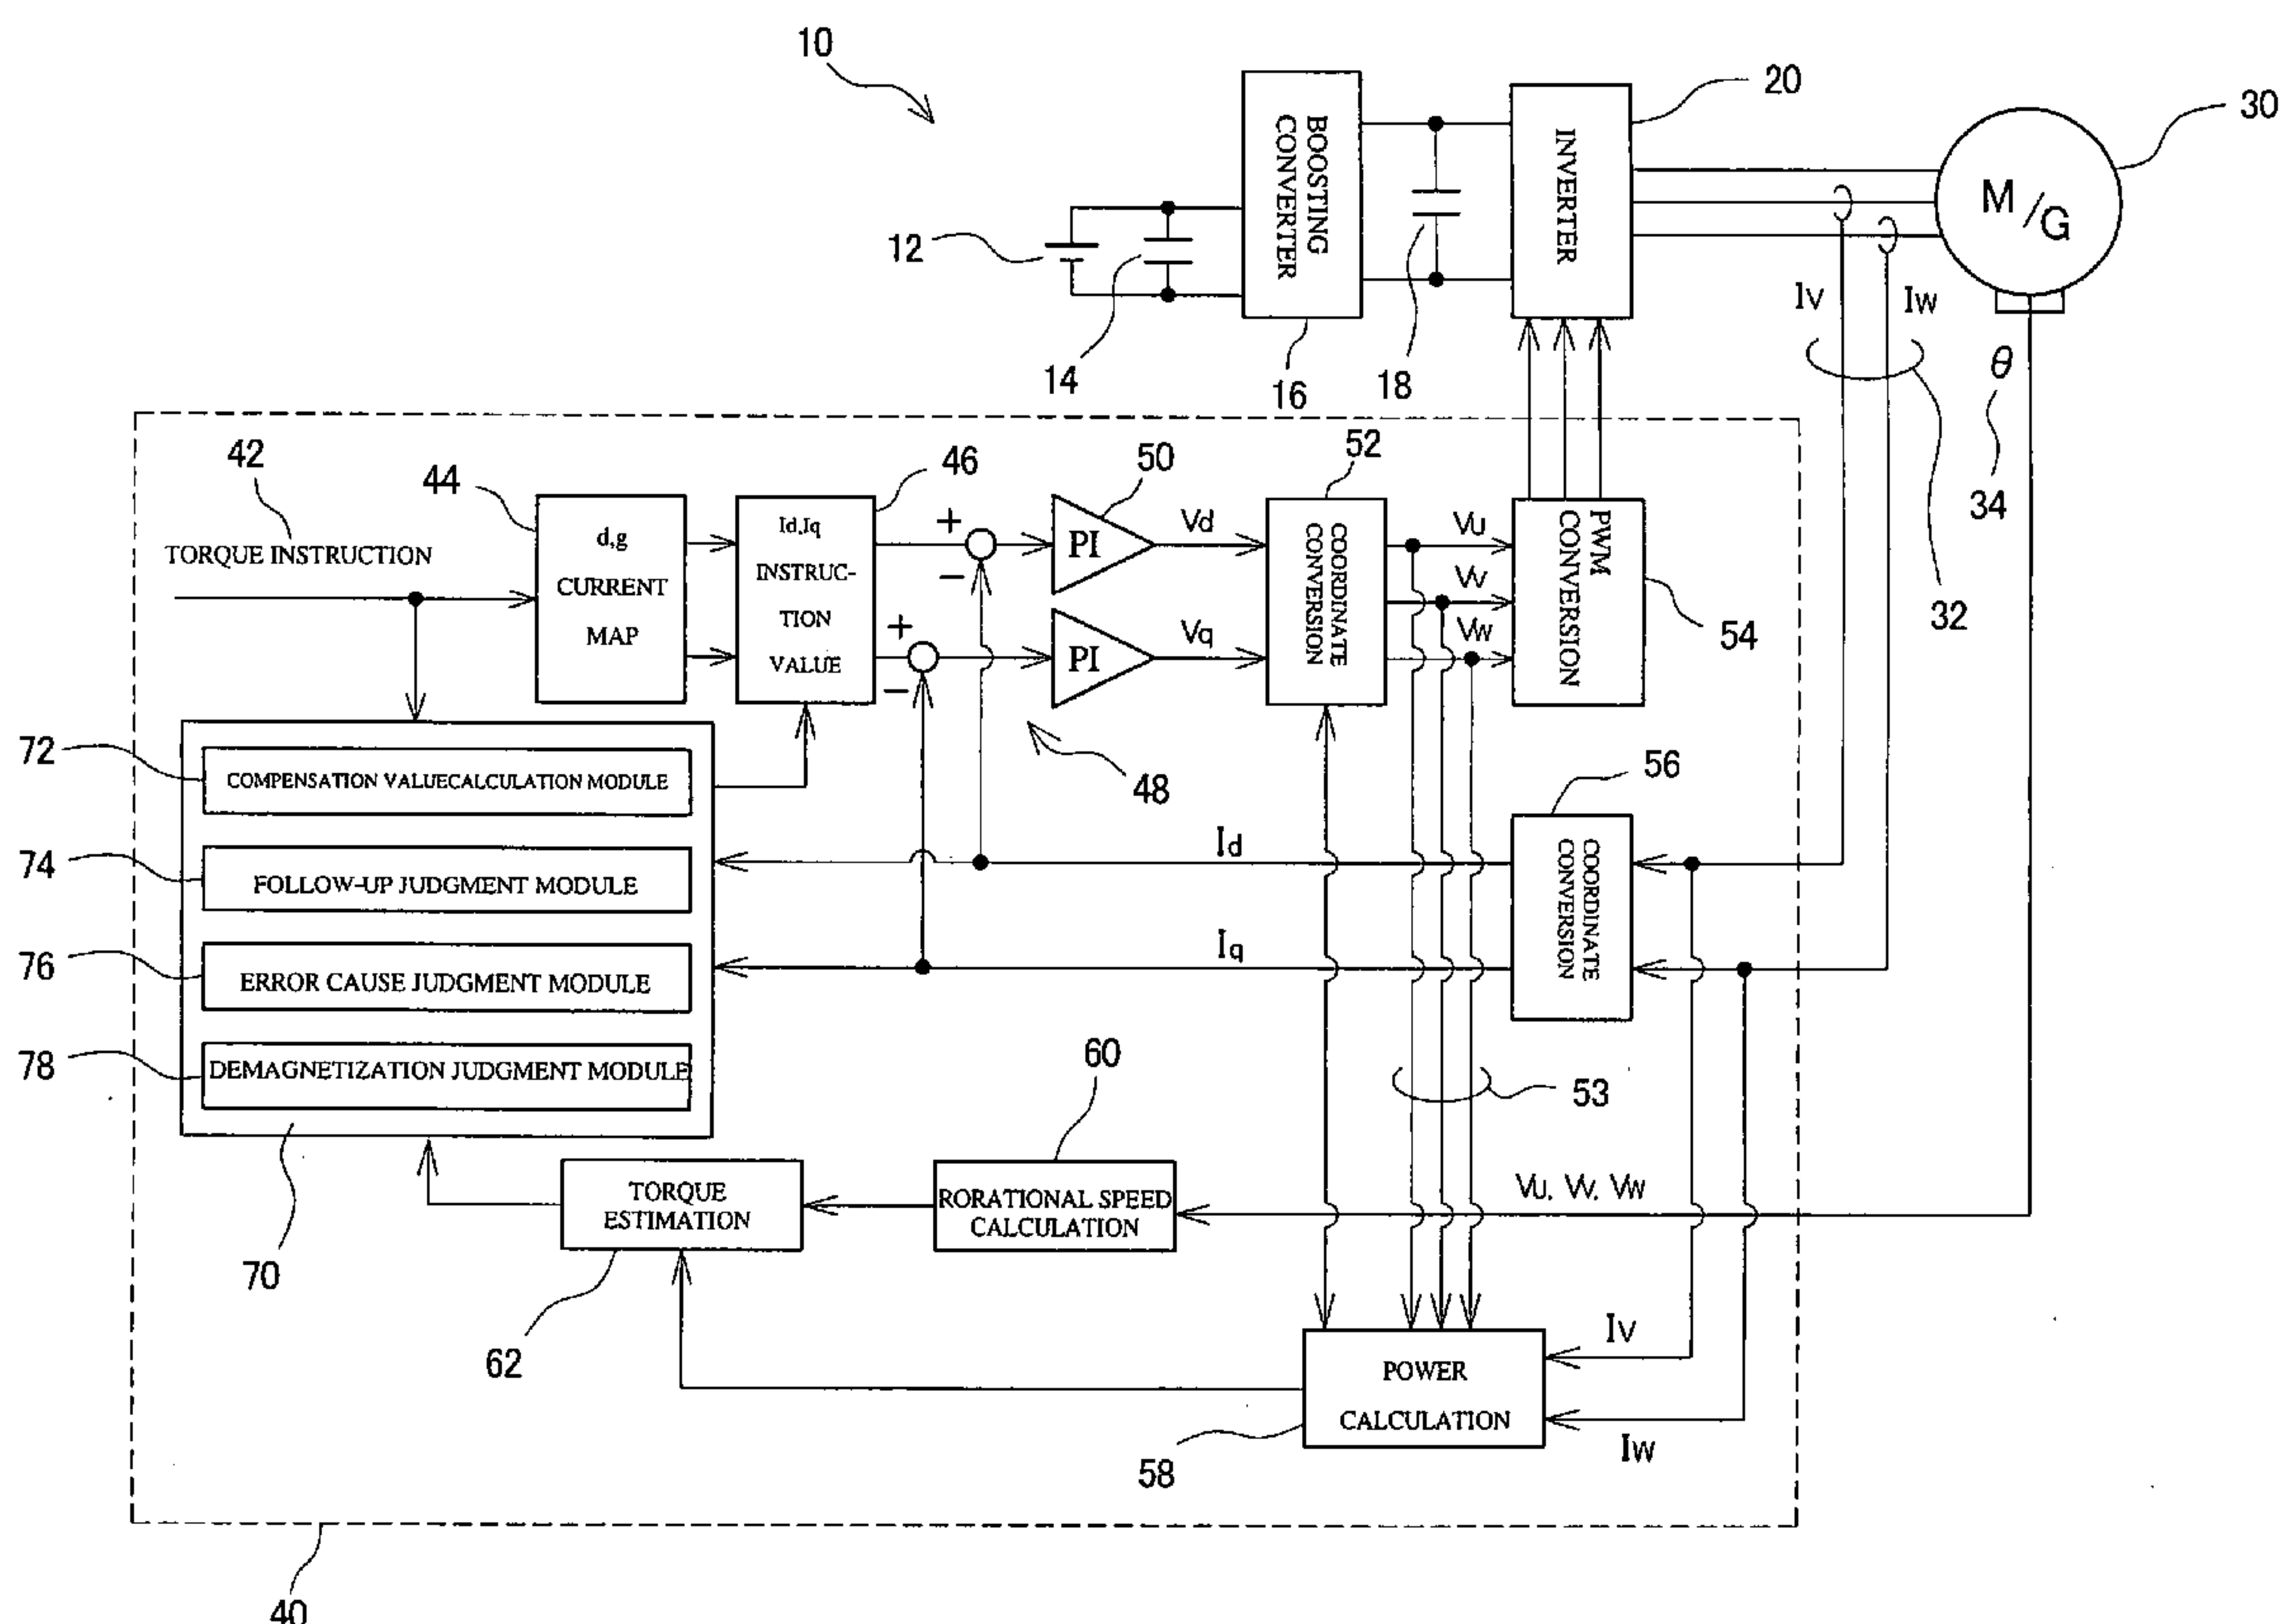 10
BOOSTING
CONVERTER
INVERTER
20
30
M/G
12
14
16
18
Iv
Iw
θ
34
32
42
TORQUE INSTRUCTION
44
d,g
CURRENT
MAP
46
Id,Iq
INSTRUC-
TION
VALUE
+
−
+
−
50
PI
PI
Vd
Vq
52
COORDINATE
CONVERSION
Vu
Vv
Vw
PWM
CONVERSION
54
48
72
COMPENSATION VALUECALCULATION MODULE
74
FOLLOW-UP JUDGMENT MODULE
76
ERROR CAUSE JUDGMENT MODULE
78
DEMAGNETIZATION JUDGMENT MODULE
70
Id
Iq
56
COORDINATE
CONVERSION
53
60
RORATIONAL SPEED
CALCULATION
Vu, Vv, Vw
TORQUE
ESTIMATION
62
POWER
CALCULATION
58
Iv
Iw
40